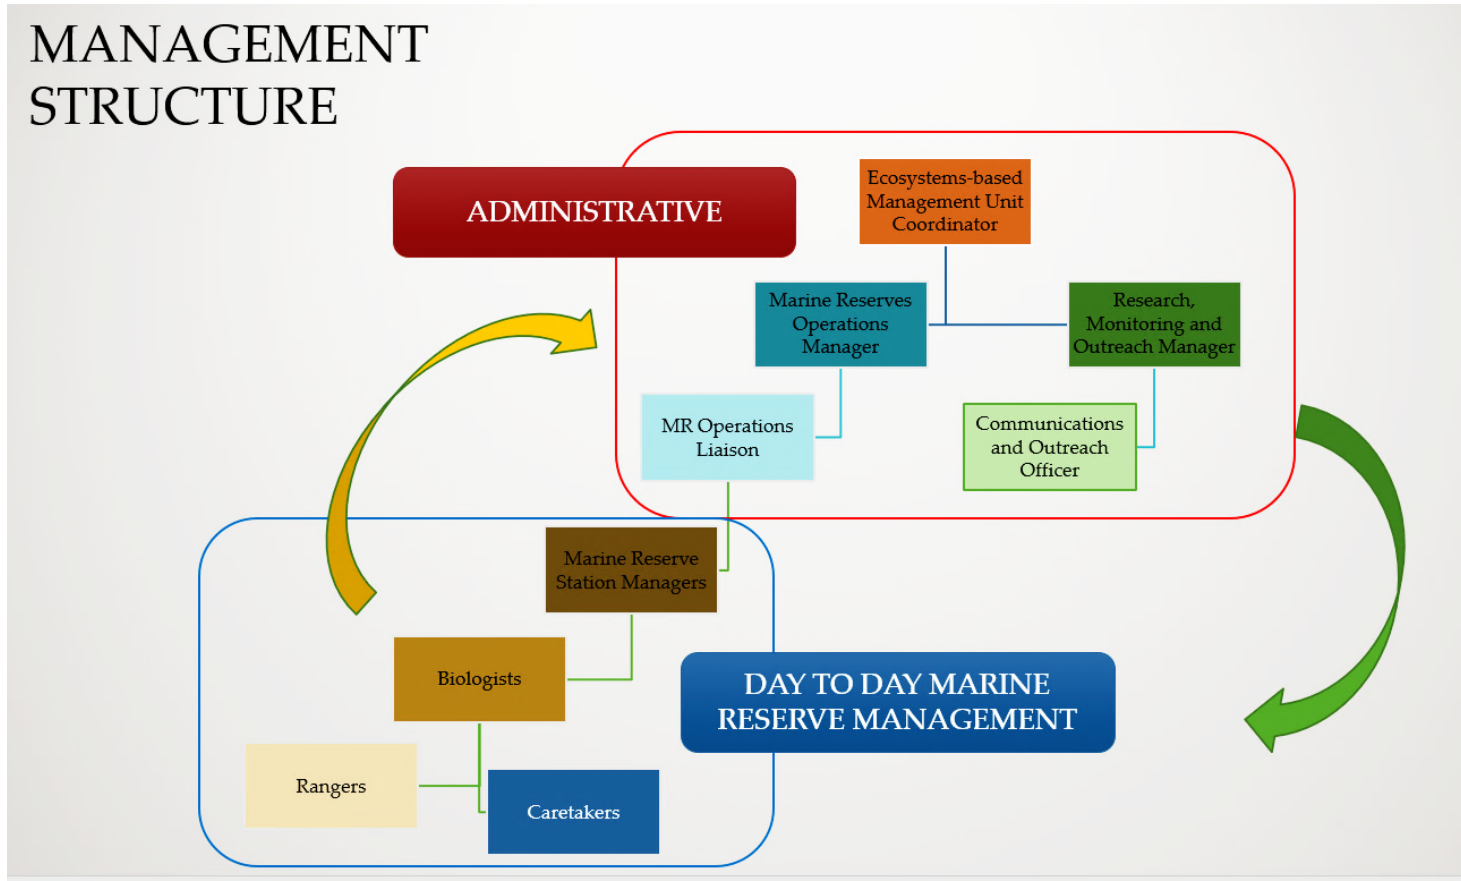 MANAGEMENT
STRUCTURE
ADMINISTRATIVE
Ecosystems-based
Management Unit
Coordinator
Marine Reserves
Operations
Manager
Research,
Monitoring and
Outreach Manager
MR Operations
Liaison
Communications
and Outreach
Officer
Marine Reserve
Station Managers
Biologists
DAY TO DAY MARINE
RESERVE MANAGEMENT
Rangers
Caretakers